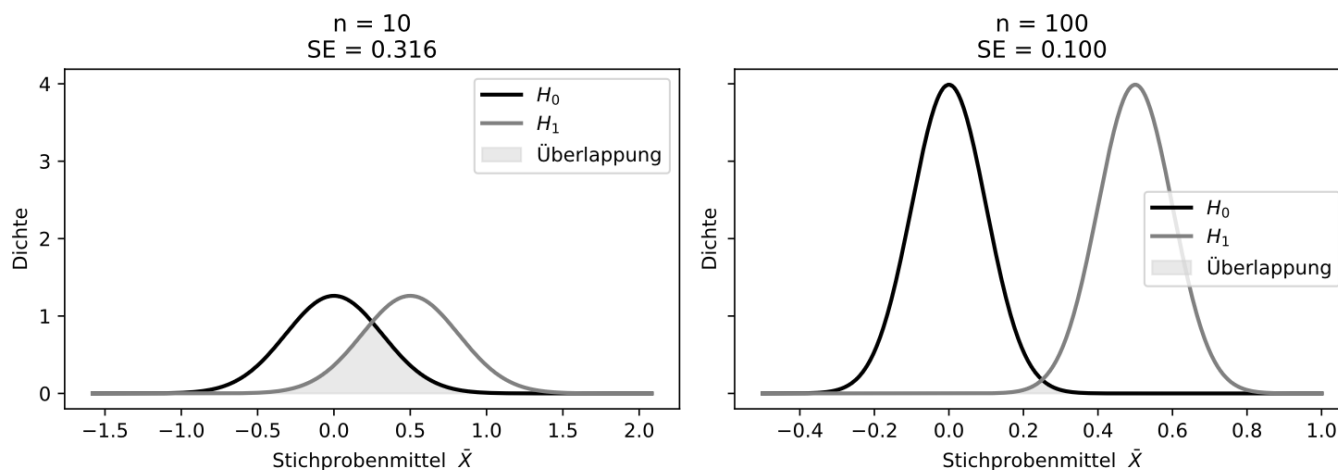 n = 10
SE = 0.316
4
3
2
1
0
Dichte
H₀
H₁
Überlappung
−1.5 −1.0 −0.5 0.0 0.5 1.0 1.5 2.0
Stichprobenmittel X̄
n = 100
SE = 0.100
Dichte
H₀
H₁
Überlappung
−0.4 −0.2 0.0 0.2 0.4 0.6 0.8 1.0
Stichprobenmittel X̄